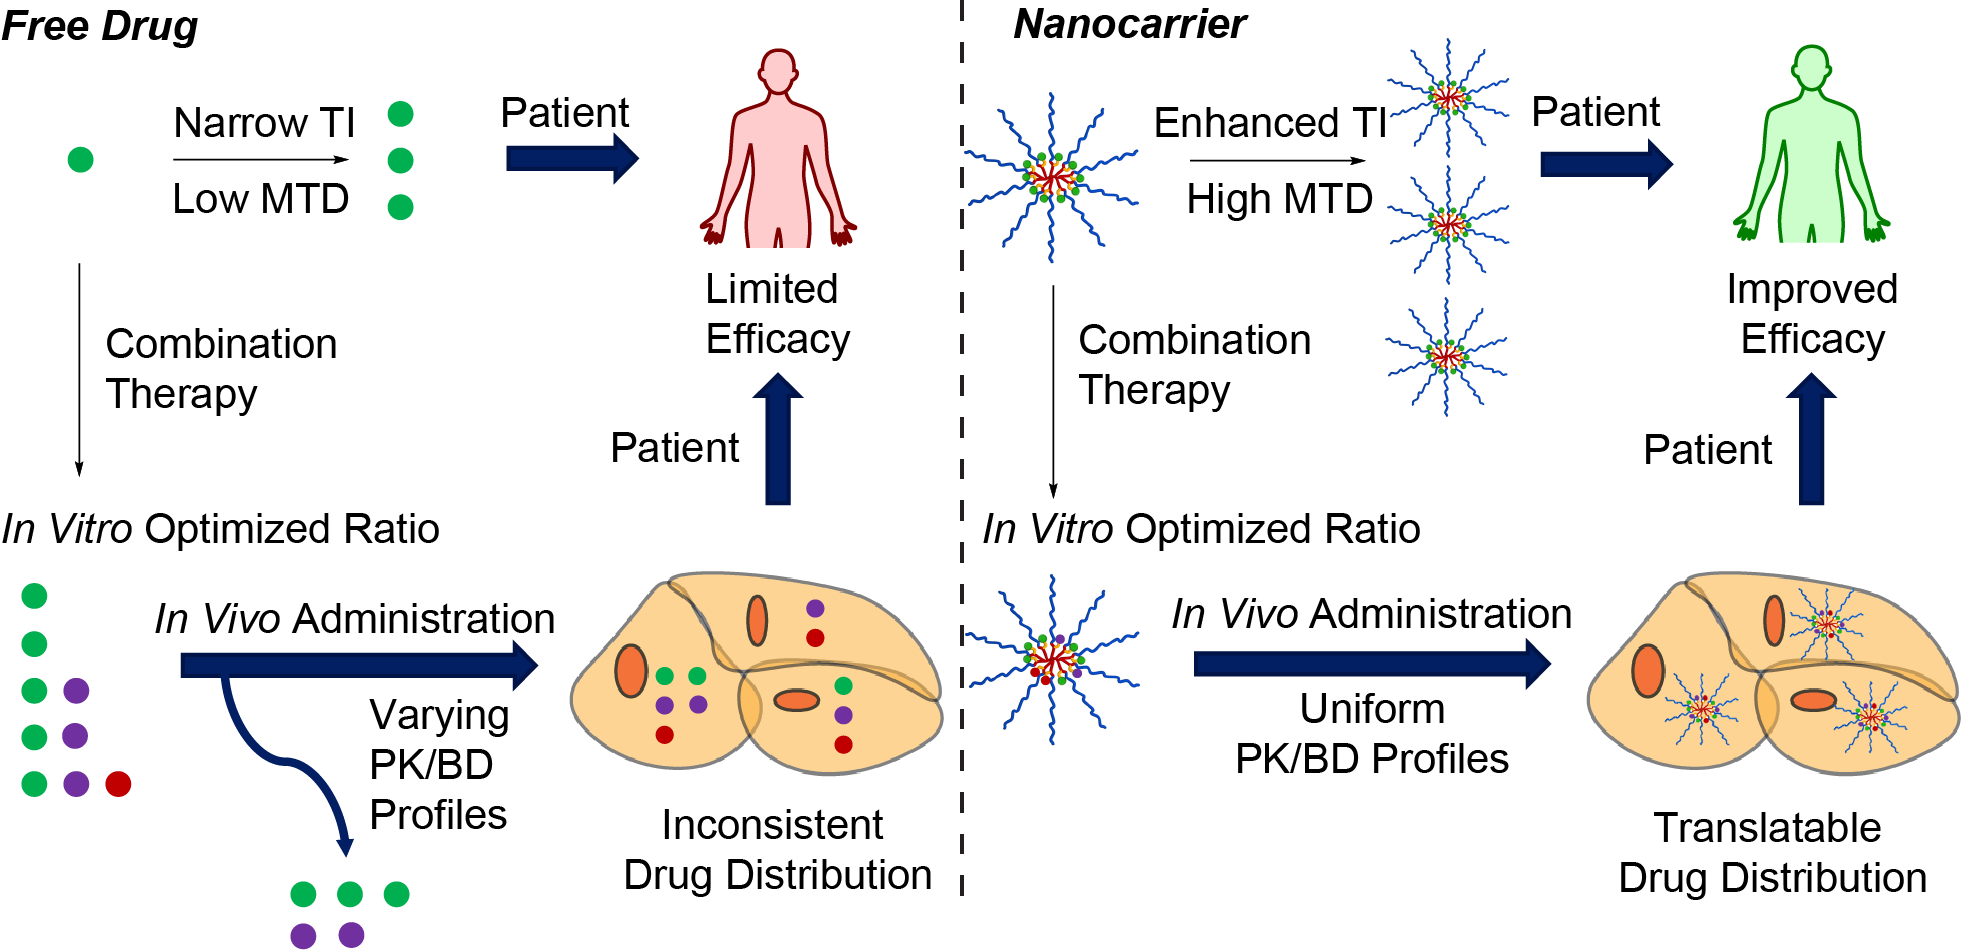 Free Drug
Narrow TI
Low MTD
Patient
Limited
Efficacy
Combination
Therapy
Patient
In Vitro Optimized Ratio
In Vivo Administration
Varying
PK/BD
Profiles
Inconsistent
Drug Distribution
Nanocarrier
Enhanced TI
High MTD
Patient
Improved
Efficacy
Combination
Therapy
Patient
In Vitro Optimized Ratio
In Vivo Administration
Uniform
PK/BD Profiles
Translatable
Drug Distribution